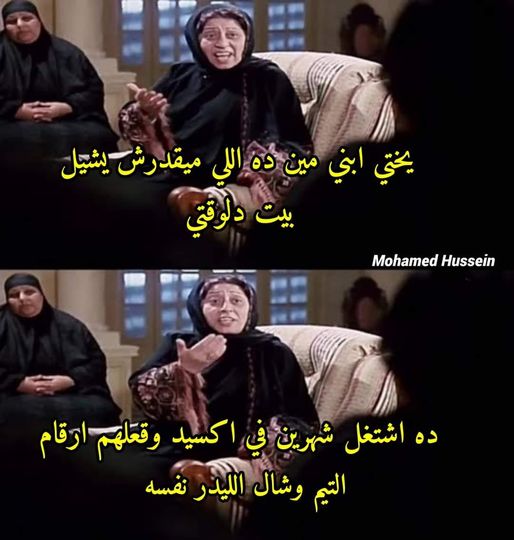 يختي ابني مين ده اللي ميقدرش يشيل
بيت دلوقتي
Mohamed Hussein
ده اشتغل شهرين في اكسيد وقعلهم ارقام
التيم وشال الليدر نفسه